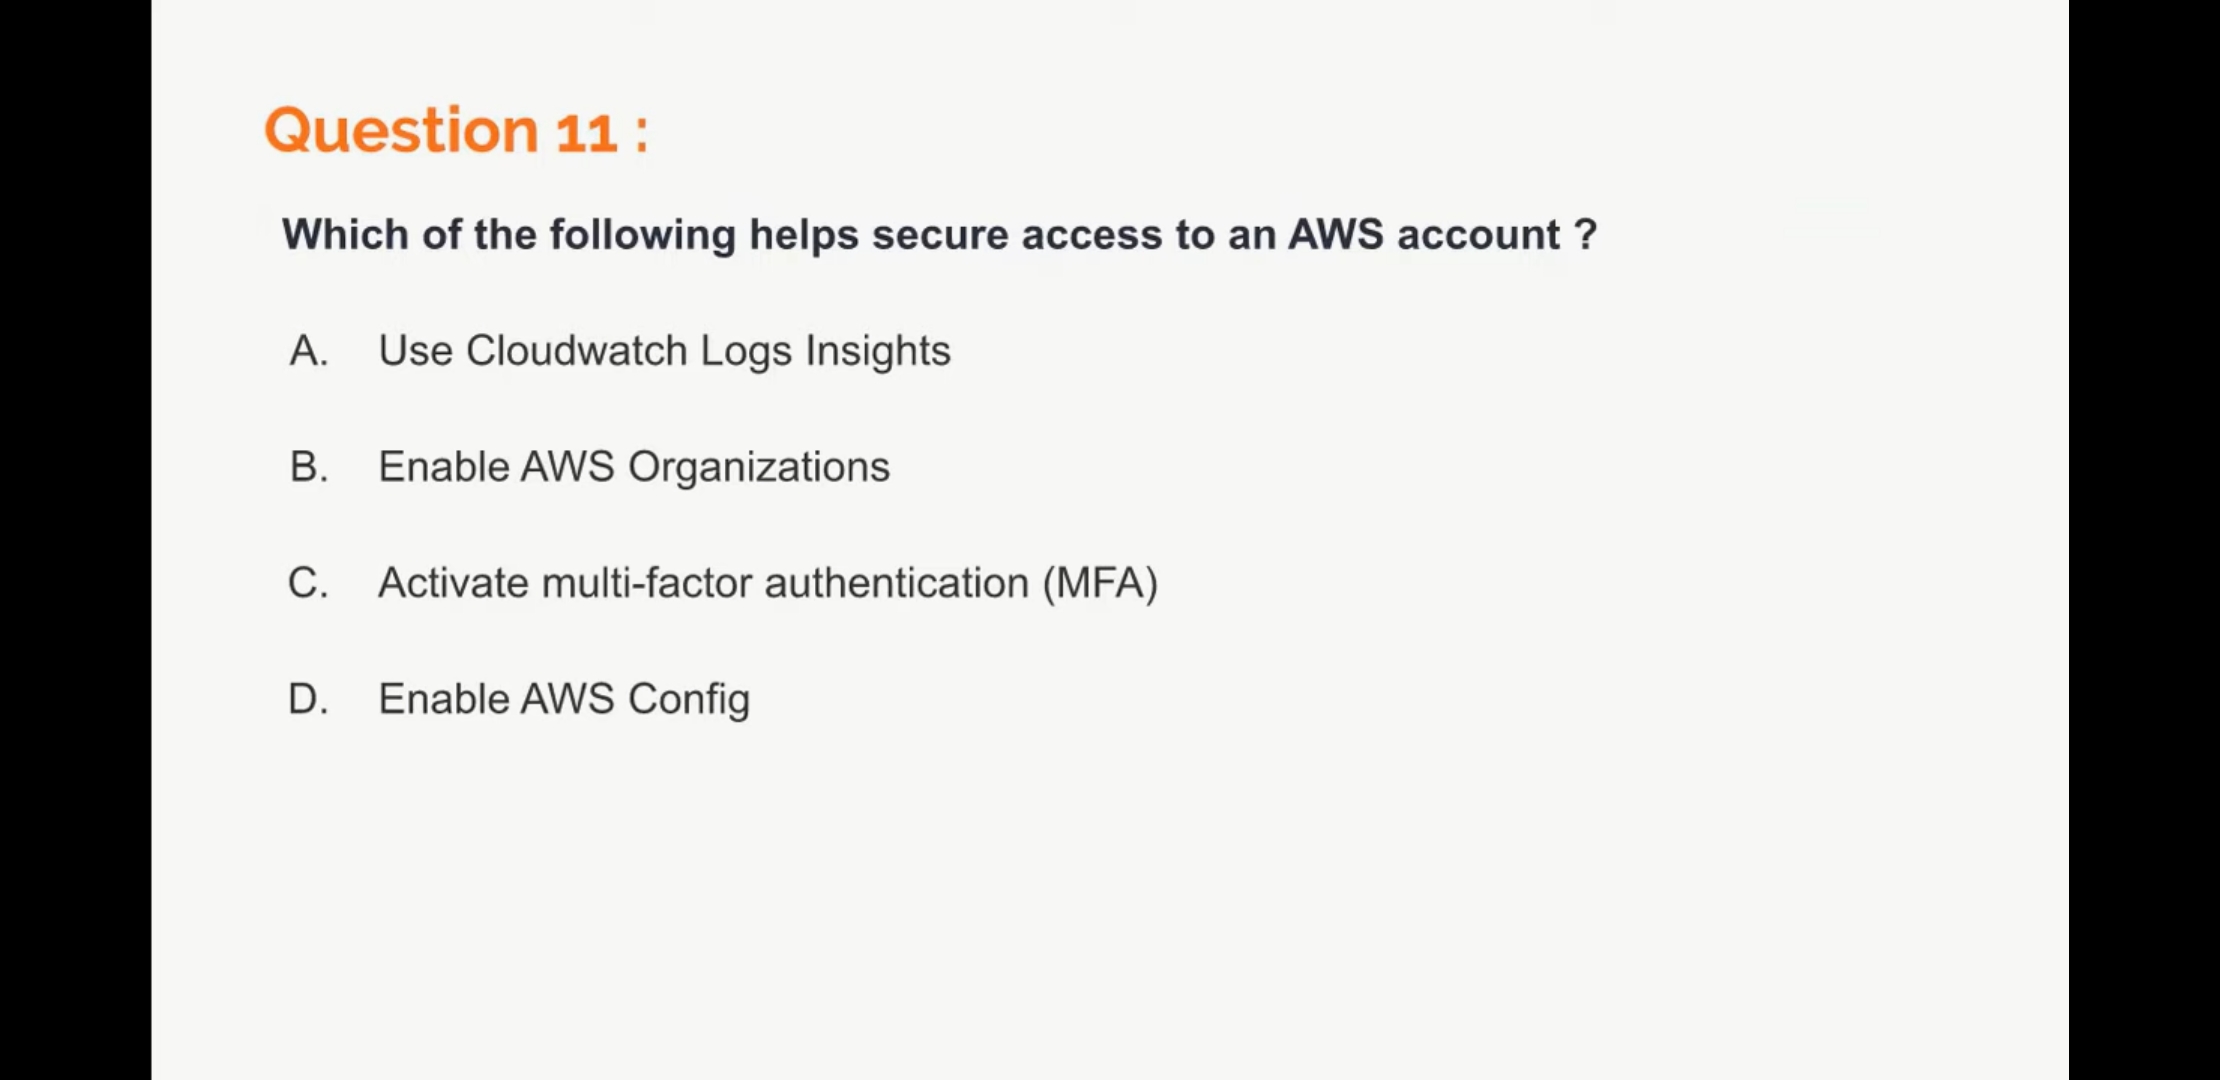 Question 11 :
Which of the following helps secure access to an AWS account ?
A. Use Cloudwatch Logs Insights
B. Enable AWS Organizations
C. Activate multi-factor authentication (MFA)
D. Enable AWS Config